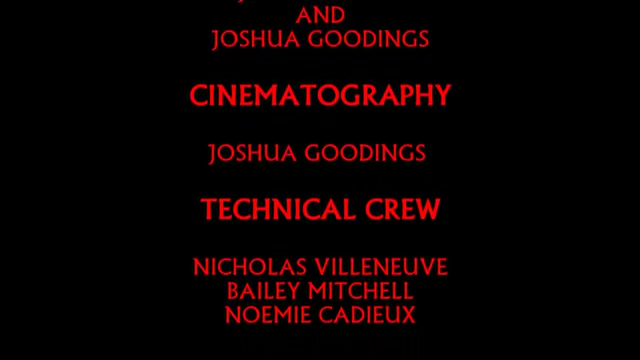 AND
JOSHUA GOODINGS
CINEMATOGRAPHY
JOSHUA GOODINGS
TECHNICAL CREW
NICHOLAS VILLENEUVE
BAILEY MITCHELL
NOEMIE CADIEUX